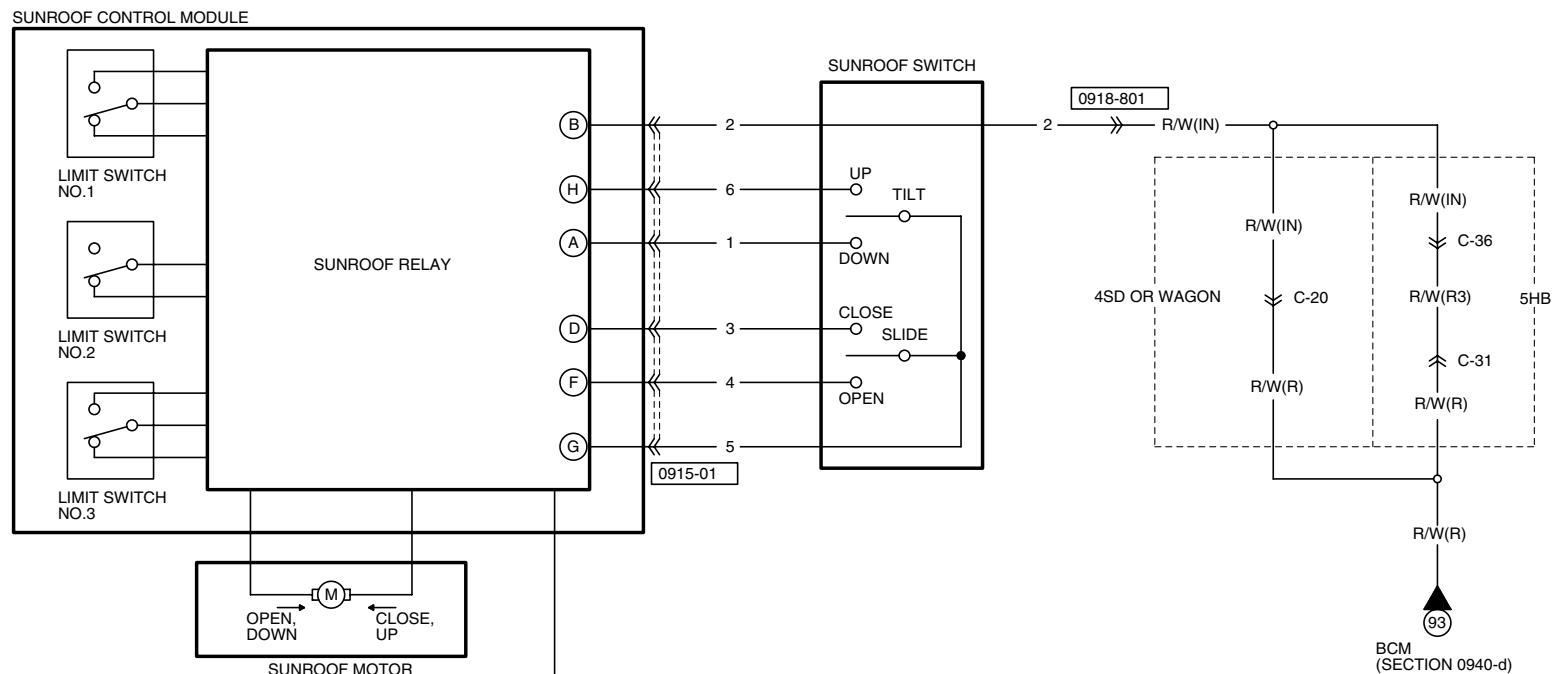 SUNROOF CONTROL MODULE
LIMIT SWITCH
NO.1
LIMIT SWITCH
NO.2
LIMIT SWITCH
NO.3
SUNROOF RELAY
B
H
A
D
F
G
2
6
1
3
4
5
0915-01
SUNROOF SWITCH
UP
TILT
DOWN
CLOSE
SLIDE
OPEN
2
0918-801
R/W(IN)
4SD OR WAGON
R/W(IN)
C-20
R/W(R)
R/W(IN)
C-36
R/W(R3)
5HB
C-31
R/W(R)
R/W(R)
93
BCM
(SECTION 0940-d)
M
OPEN,
DOWN
CLOSE,
UP
SUNROOF MOTOR